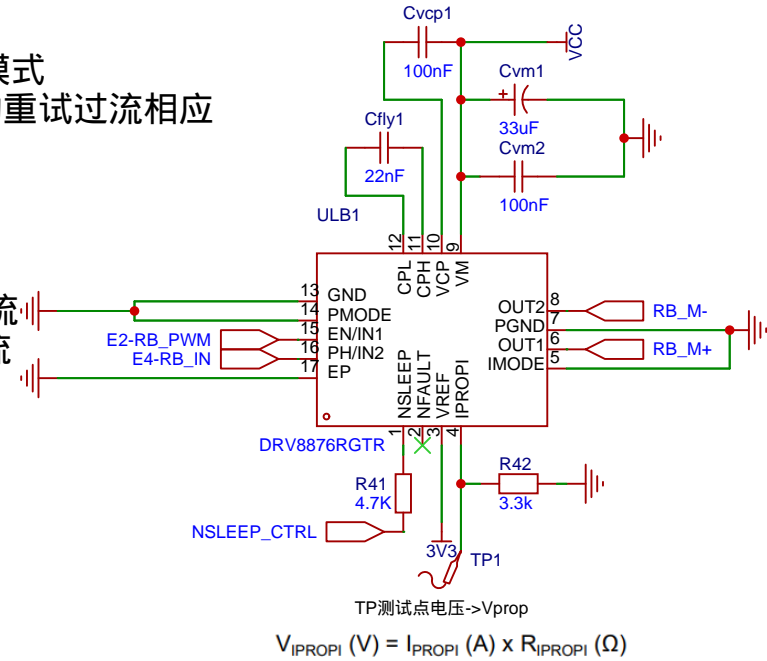 Cvcp1
VCC
模式
100nF
Cvm1
重试过流相应
+
33uF
Cfly1
Cvm2
22nF
100nF
ULB1
12
11
10
9
CPL
CPH
VCP
VM
13 GND
14 PMODE
流
E2-RB_PWM
15 EN/IN1
E4-RB_IN
16 PH/IN2
流
17 EP
OUT2 8
RB_M-
PGND 7
OUT1 6
RB_M+
IMODE 5
NSLEEP
NFAULT
VREF
IPROPI
1
2
3
4
DRV8876RGTR
R41
4.7K
R42
3.3k
NSLEEP_CTRL
3V3
TP1
TP测试点电压->Vprop
VIPROPI (V) = IPROPI (A) x RIPROPI (Ω)